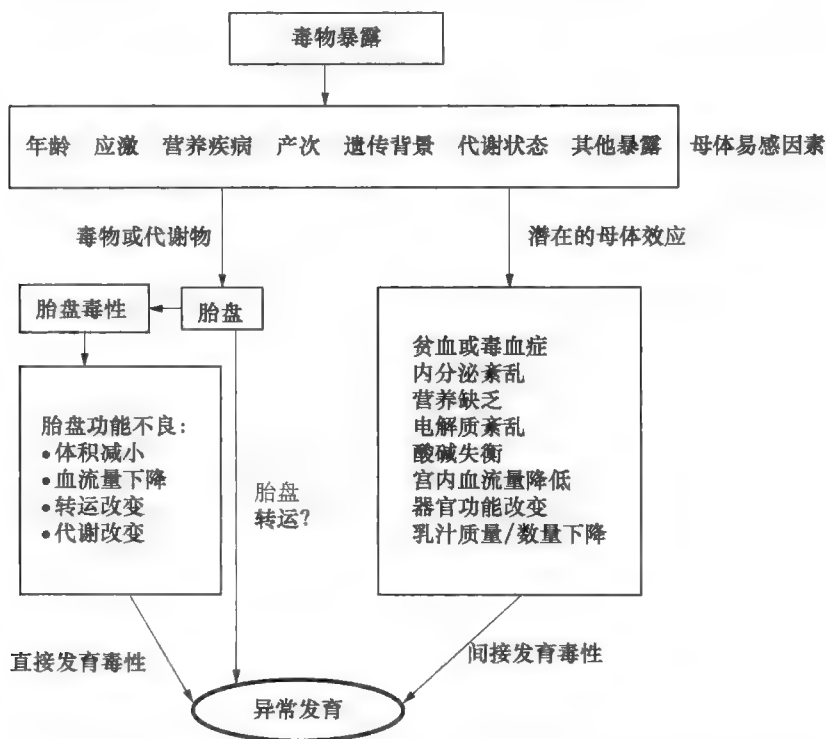 毒物暴露
年龄 应激 营养疾病 产次 遗传背景 代谢状态 其他暴露 母体易感因素
毒物或代谢物
潜在的母体效应
胎盘毒性
胎盘
胎盘功能不良:
•体积减小
•血流量下降
•转运改变
•代谢改变
胎盘
转运?
贫血或毒血症
内分泌紊乱
营养缺乏
电解质紊乱
酸碱失衡
宫内血流量降低
器官功能改变
乳汁质量/数量下降
直接发育毒性
间接发育毒性
异常发育